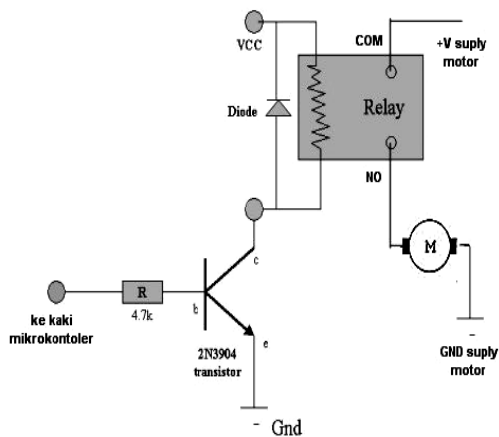 VCC
COM
+V suply
motor
Diode
Relay
NO
M
c
R
b
4.7k
ke kaki
mikrokontoler
2N3904
transistor
e
GND suply
motor
- Gnd